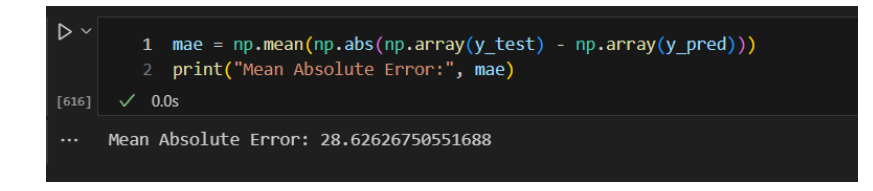 1 mae = np.mean(np.abs(np.array(y_test) - np.array(y_pred)))
2 print("Mean Absolute Error:", mae)
[616] ✓ 0.0s
... Mean Absolute Error: 28.62626750551688